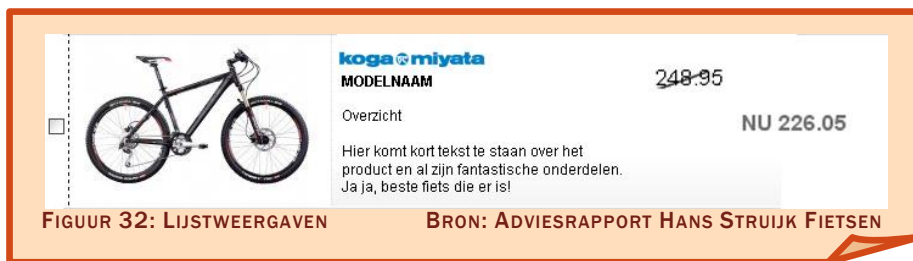 koga miyata
MODELNAAM
248.95
Overzicht
NU 226.05
Hier komt kort tekst te staan over het
product en al zijn fantastische onderdelen.
Ja ja, beste fiets die er is!
FIGUUR 32: LIJSTWEERGAVEN BRON: ADVIESRAPPORT HANS STRUIJK FIETSEN